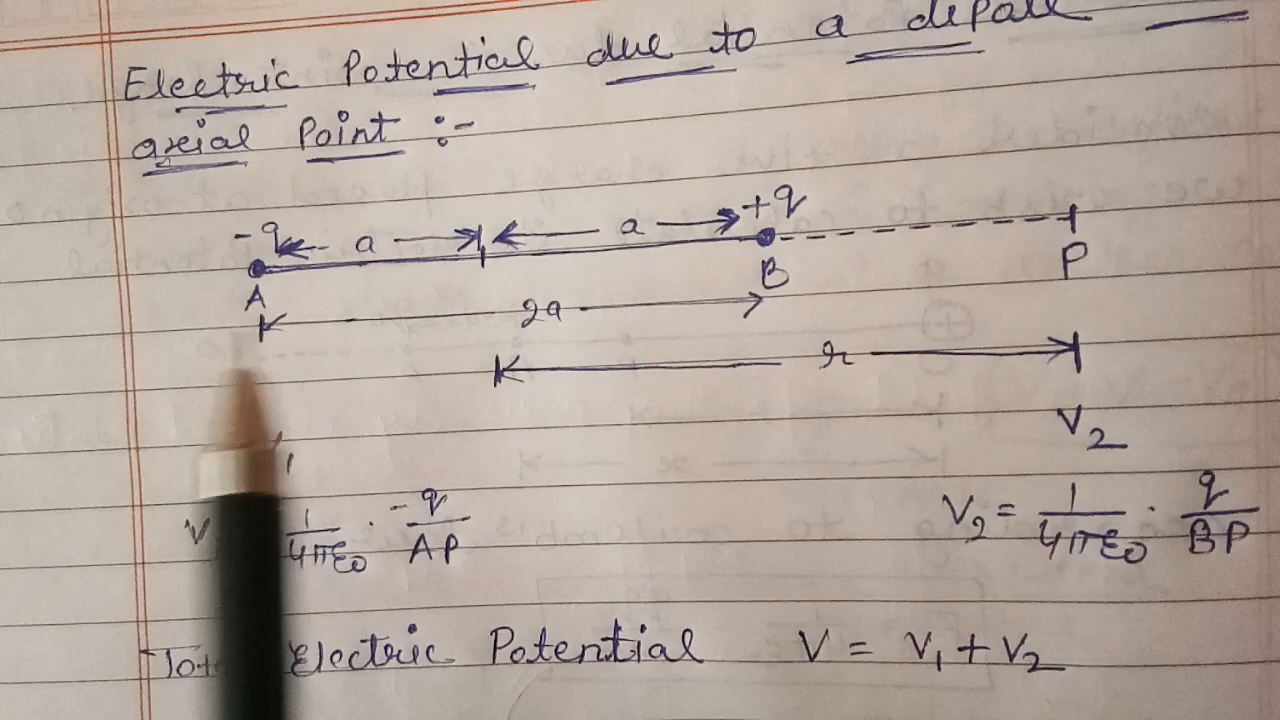 Electric Potential due to a dipole
axial Point :-
-q a a +q
A B P
2a
r
V2
V1 = 1/4πε0 . -q/AP V2 = 1/4πε0 . q/BP
Electric Potential V = V1 + V2